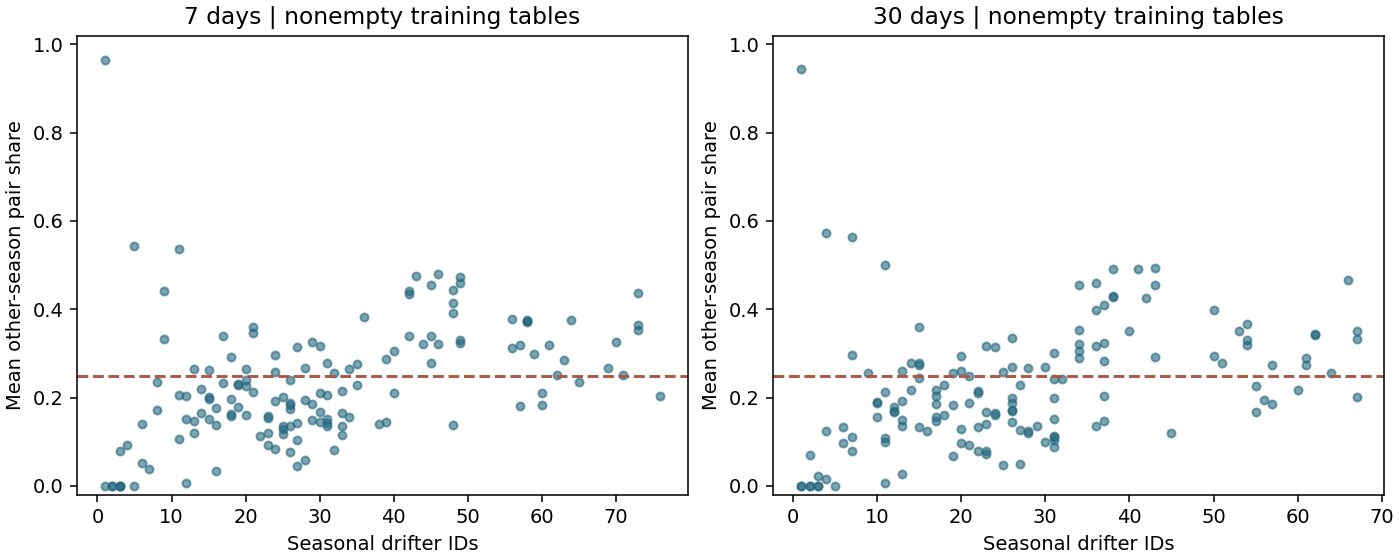 7 days | nonempty training tables
Mean other-season pair share
1.0
0.8
0.6
0.4
0.2
0.0
0 10 20 30 40 50 60 70
Seasonal drifter IDs
30 days | nonempty training tables
Mean other-season pair share
1.0
0.8
0.6
0.4
0.2
0.0
0 10 20 30 40 50 60 70
Seasonal drifter IDs